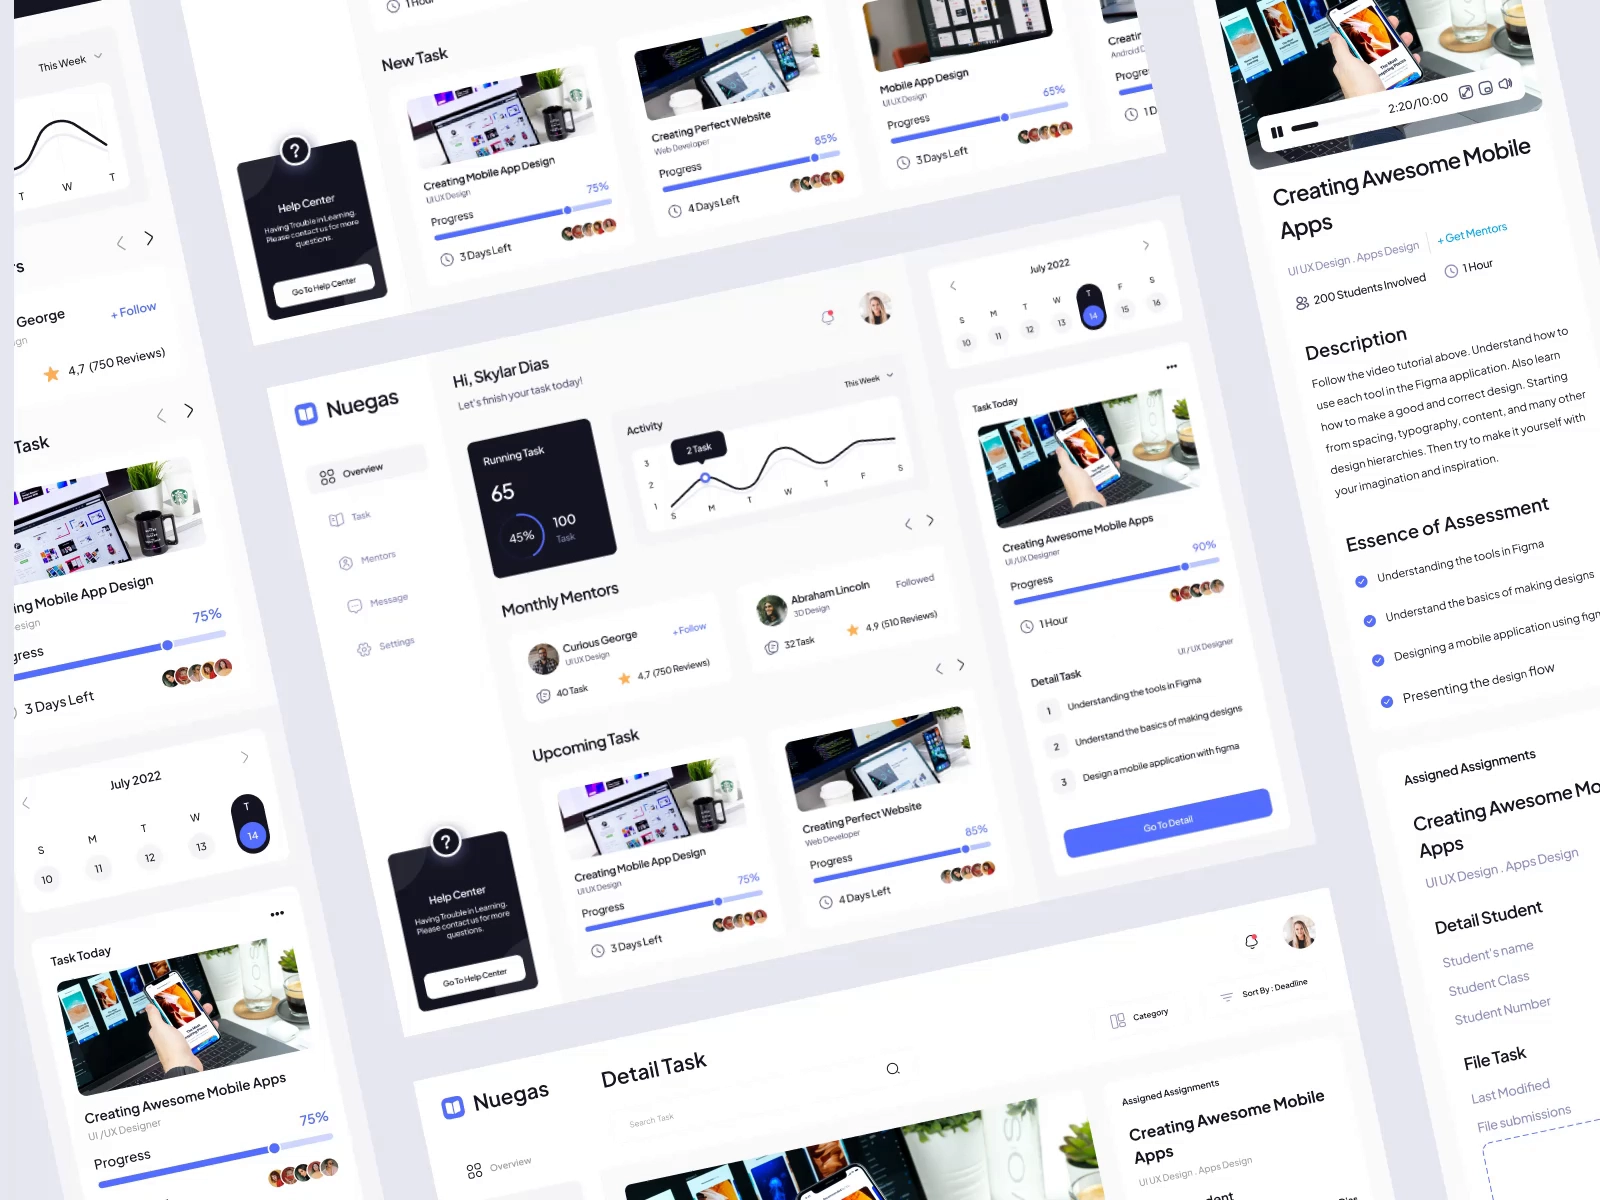 This Week
T
W
T
George
+ Follow
4,7 (750 Reviews)
Task
Mobile App Design
75%
3 Days Left
July 2022
S
M
T
W
T
10
11
12
13
14
Task Today
Creating Awesome Mobile Apps
UI /UX Designer
75%
Progress
1 Hour
New Task
Creating Mobile App Design
UI UX Design
75%
Progress
3 Days Left
Creating Perfect Website
Web Developer
85%
Progress
4 Days Left
Mobile App Design
UI UX Design
65%
Progress
3 Days Left
?
Help Center
Having Trouble in Learning.
Please contact us for more
questions.
Go To Help Center
Nuegas
Overview
Task
Mentors
Message
Settings
?
Help Center
Having Trouble in Learning.
Please contact us for more
questions.
Go To Help Center
Hi, Skylar Dias
Let's finish your task today!
Running Task
65
45%
100
Task
Activity
This Week
2 Task
3
2
1
S
M
T
W
T
F
S
Monthly Mentors
Curious George
UI UX Design
+ Follow
40 Task
4,7 (750 Reviews)
Abraham Lincoln
3D Design
Followed
32 Task
4,9 (510 Reviews)
Upcoming Task
Creating Mobile App Design
UI UX Design
75%
Progress
3 Days Left
Creating Perfect Website
Web Developer
85%
Progress
4 Days Left
July 2022
S
M
T
W
T
F
S
10
11
12
13
14
15
16
Task Today
Creating Awesome Mobile Apps
UI /UX Designer
90%
Progress
1 Hour
Detail Task
UI / UX Designer
1
Understanding the tools in Figma
2
Understand the basics of making designs
3
Design a mobile application with figma
Go To Detail
Nuegas
Overview
Detail Task
Search Task
Category
Sort By : Deadline
Assigned Assignments
Creating Awesome Mobile
Apps
UI UX Design . Apps Design
2:20/10:00
Creating Awesome Mobile
Apps
UI UX Design . Apps Design
+ Get Mentors
200 Students Involved
1 Hour
Description
Follow the video tutorial above. Understand how to
use each tool in the Figma application. Also learn
how to make a good and correct design. Starting
from spacing, typography, content, and many other
design hierarchies. Then try to make it yourself with
your imagination and inspiration.
Essence of Assessment
Understanding the tools in Figma
Understand the basics of making designs
Designing a mobile application using
Presenting the design flow
Assigned Assignments
Creating Awesome
Apps
UI UX Design . Apps Design
Detail Student
Student's name
Student Class
Student Number
File Task
Last Modified
File submissions